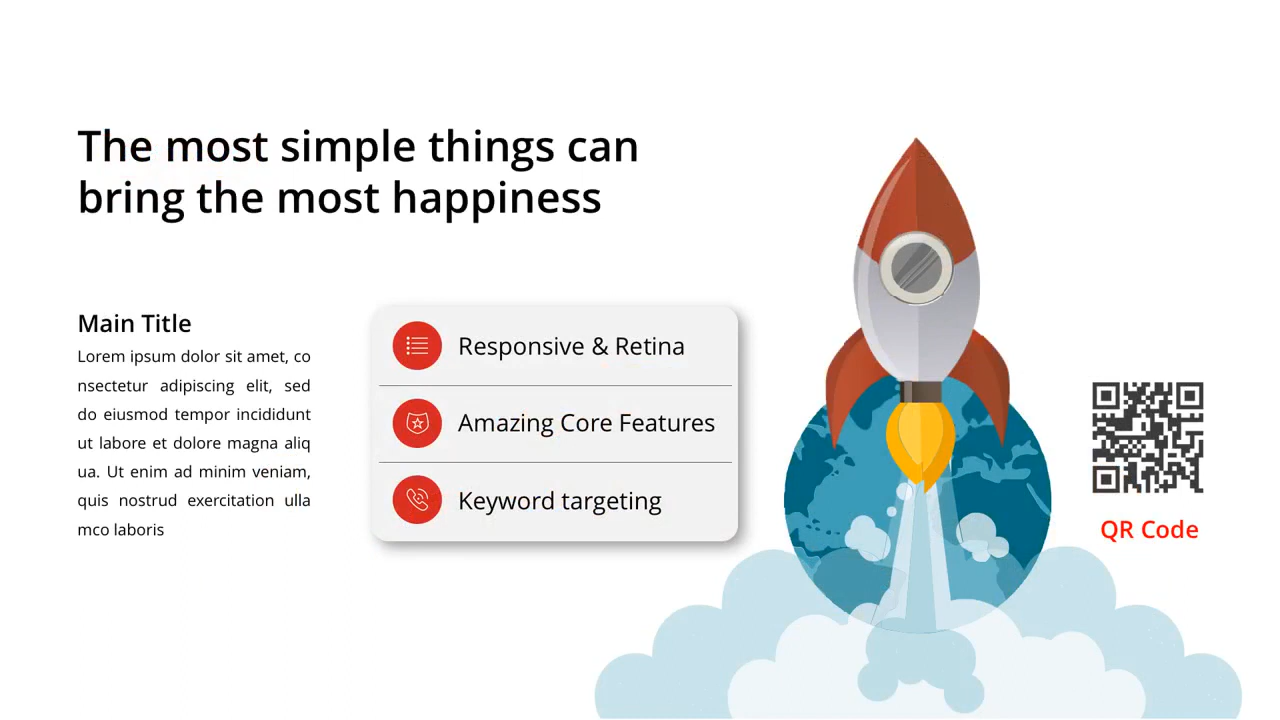 The most simple things can
bring the most happiness
Main Title
Lorem ipsum dolor sit amet, co
nsectetur adipiscing elit, sed
do eiusmod tempor incididunt
ut labore et dolore magna aliq
ua. Ut enim ad minim veniam,
quis nostrud exercitation ulla
mco laboris
Responsive & Retina
Amazing Core Features
Keyword targeting
QR Code